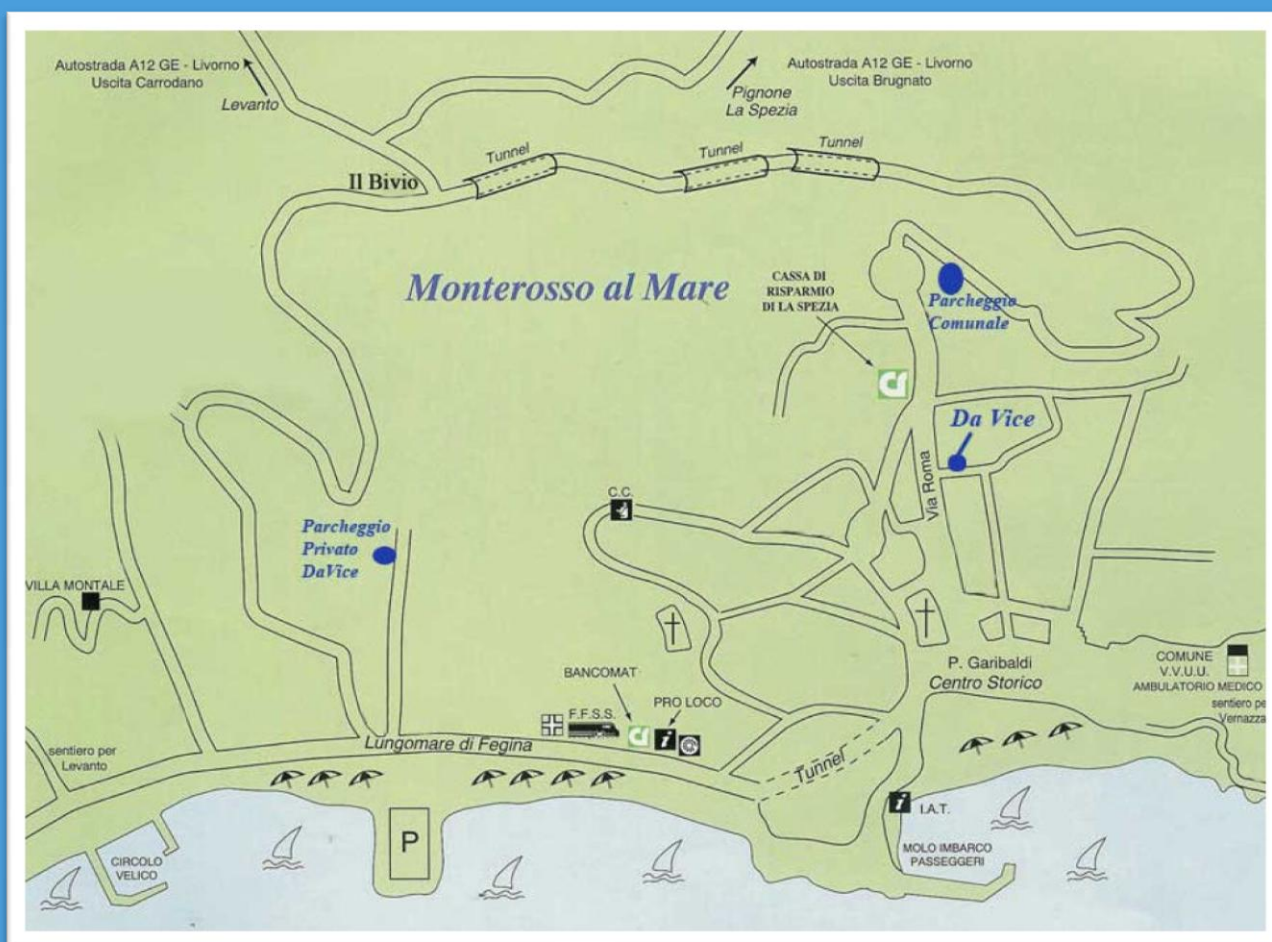 Autostrada A12 GE - Livorno
Uscita Carrodano
Levanto
Autostrada A12 GE - Livorno
Uscita Brugnato
Pignone
La Spezia
Tunnel
Tunnel
Tunnel
Il Bivio
Monterosso al Mare
CASSA DI
RISPARMIO
DI LA SPEZIA
Parcheggio
Comunale
Da Vice
Via Roma
C.C.
Parcheggio
Privato
DaVice
VILLA MONTALE
BANCOMAT
F.F.S.S.
PRO LOCO
i
P. Garibaldi
Centro Storico
COMUNE
V.V.U.U.
AMBULATORIO MEDICO
sentiero pe
Vernazza
sentiero per
Levanto
Lungomare di Fegina
Tunnel
i
I.A.T.
P
CIRCOLO
VELICO
MOLO IMBARCO
PASSEGGERI